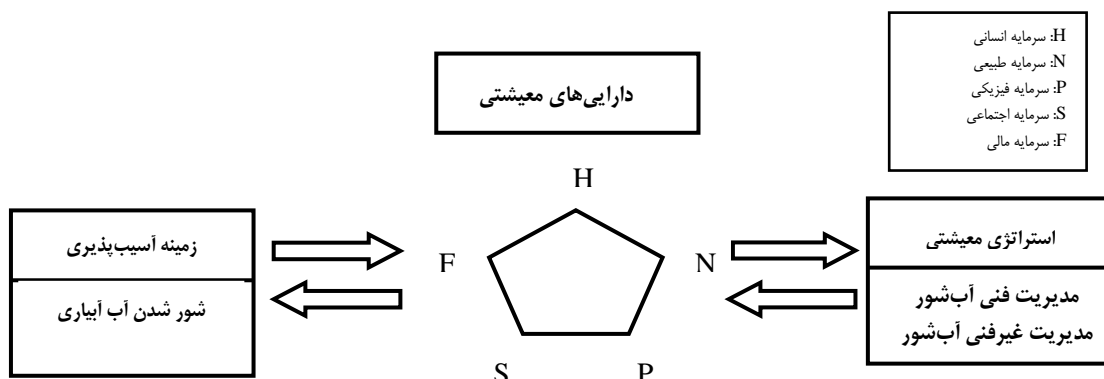 H: سرمایه انسانی
N: سرمایه طبیعی
P: سرمایه فیزیکی
S: سرمایه اجتماعی
F: سرمایه مالی
دارایی‌های معیشتی
H
استراتژی معیشتی
مدیریت فنی آب‌شور
مدیریت غیرفنی آب‌شور
N
F
زمینه آسیب‌پذیری
شور شدن آب آبیاری
P
S